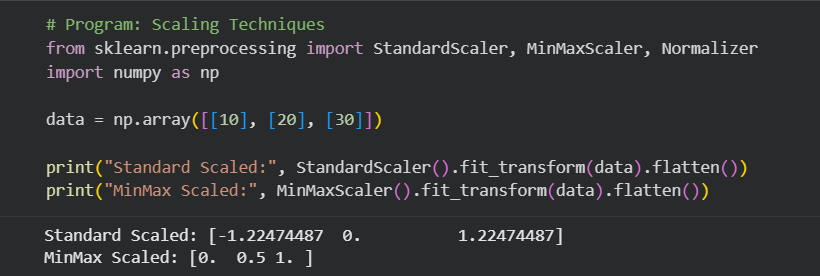 # Program: Scaling Techniques
from sklearn.preprocessing import StandardScaler, MinMaxScaler, Normalizer
import numpy as np
data = np.array([[10], [20], [30]])
print("Standard Scaled:", StandardScaler().fit_transform(data).flatten())
print("MinMax Scaled:", MinMaxScaler().fit_transform(data).flatten())
Standard Scaled: [-1.22474487  0.          1.22474487]
MinMax Scaled: [0.  0.5 1. ]